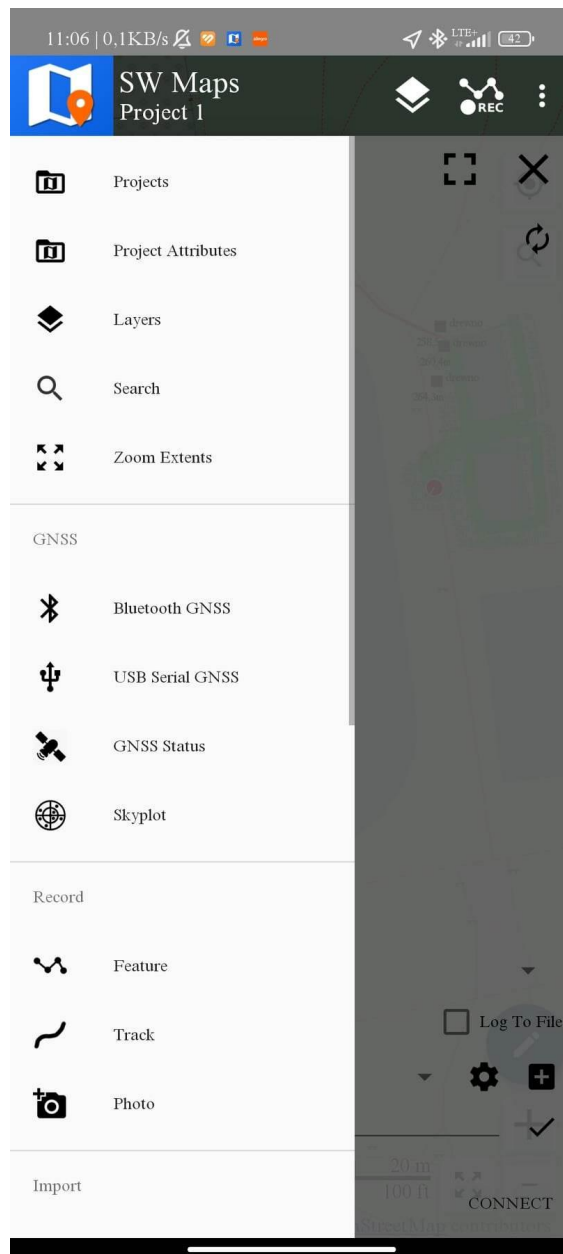 11:06 | 0,1KB/s
LTE+
42
SW Maps
Project 1
REC
Projects
Project Attributes
Layers
Search
Zoom Extents
GNSS
Bluetooth GNSS
USB Serial GNSS
GNSS Status
Skyplot
Record
Feature
Track
Photo
Import
Log To File
20 m
100 ft
CONNECT